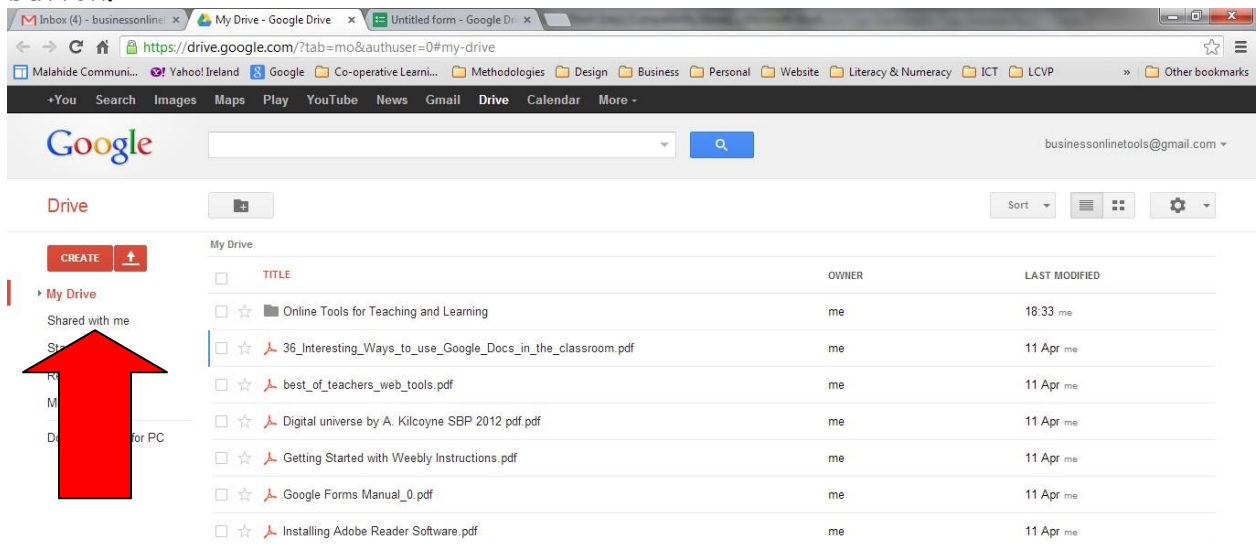 button.
Inbox (4) - businessonline × My Drive - Google Drive × Untitled form - Google Dri ×
https://drive.google.com/?tab=mo&authuser=0#my-drive
Malahide Communi... Yahoo! Ireland Google Co-operative Learni... Methodologies Design Business Personal Website Literacy & Numeracy ICT LCVP » Other bookmarks
+You Search Images Maps Play YouTube News Gmail Drive Calendar More
Google businessonlinetools@gmail.com
Drive Sort
CREATE My Drive
TITLE OWNER LAST MODIFIED
My Drive
Online Tools for Teaching and Learning me 18:33 me
Shared with me
36_Interesting_Ways_to_use_Google_Docs_in_the_classroom.pdf me 11 Apr me
best_of_teachers_web_tools.pdf me 11 Apr me
Digital universe by A. Kilcoyne SBP 2012 pdf.pdf me 11 Apr me
for PC
Getting Started with Weebly Instructions.pdf me 11 Apr me
Google Forms Manual_0.pdf me 11 Apr me
Installing Adobe Reader Software.pdf me 11 Apr me